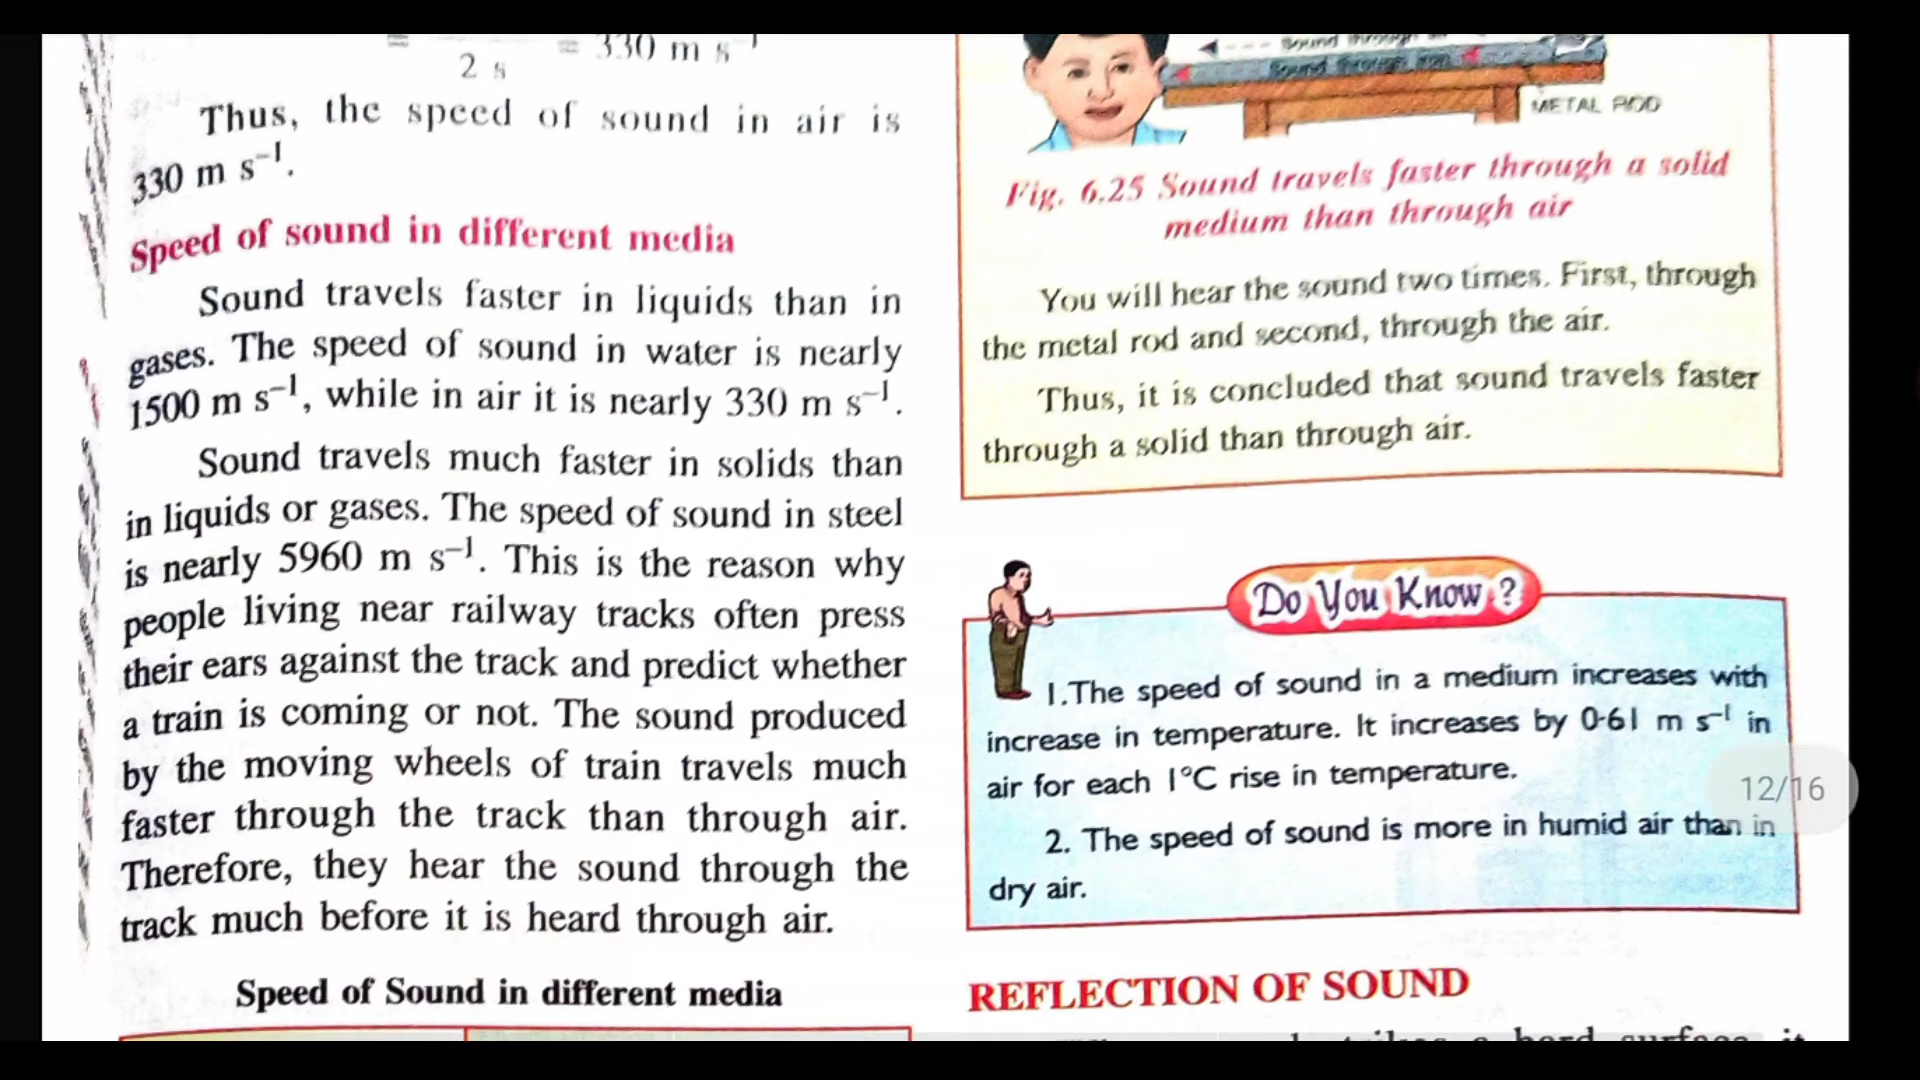 2 s
= 330 m s⁻¹
Thus, the speed of sound in air is
330 m s⁻¹.
Speed of sound in different media
Sound travels faster in liquids than in
gases. The speed of sound in water is nearly
1500 m s⁻¹, while in air it is nearly 330 m s⁻¹.
Sound travels much faster in solids than
in liquids or gases. The speed of sound in steel
is nearly 5960 m s⁻¹. This is the reason why
people living near railway tracks often press
their ears against the track and predict whether
a train is coming or not. The sound produced
by the moving wheels of train travels much
faster through the track than through air.
Therefore, they hear the sound through the
track much before it is heard through air.
Speed of Sound in different media
Sound through
Sound through
METAL ROD
Fig. 6.25 Sound travels faster through a solid
medium than through air
You will hear the sound two times. First, through
the metal rod and second, through the air.
Thus, it is concluded that sound travels faster
through a solid than through air.
Do You Know ?
1.The speed of sound in a medium increases with
increase in temperature. It increases by 0·61 m s⁻¹ in
air for each 1°C rise in temperature.
2. The speed of sound is more in humid air than in
dry air.
12/16
REFLECTION OF SOUND
a hard surface, it